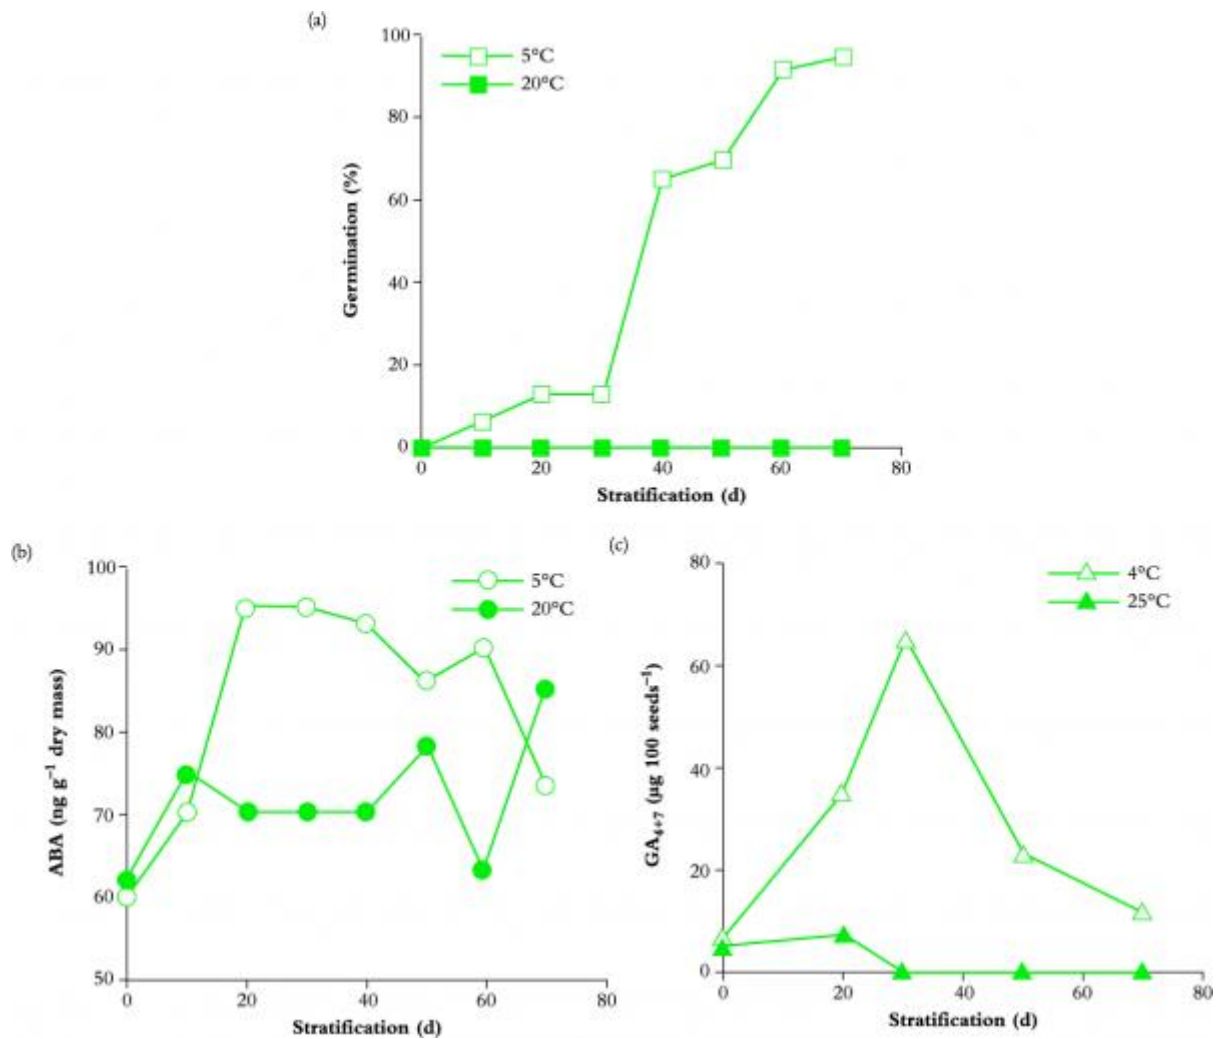 (a)
5°C
20°C
Germination (%)
100
80
60
40
20
0
0 20 40 60 80
Stratification (d)
(b)
5°C
20°C
ABA (ng g⁻¹ dry mass)
100
90
80
70
60
50
0 20 40 60 80
Stratification (d)
(c)
4°C
25°C
GA₄₊₇ (µg 100 seeds⁻¹)
80
60
40
20
0
0 20 40 60 80
Stratification (d)